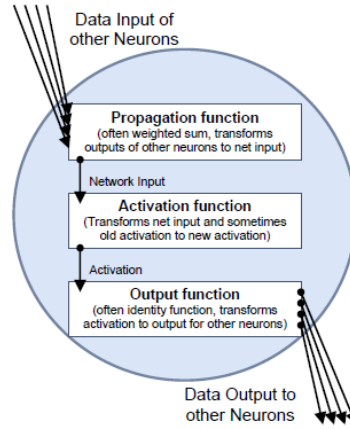 Data Input of
other Neurons
Propagation function
(often weighted sum, transforms
outputs of other neurons to net input)
Network Input
Activation function
(Transforms net input and sometimes
old activation to new activation)
Activation
Output function
(often identity function, transforms
activation to output for other neurons)
Data Output to
other Neurons